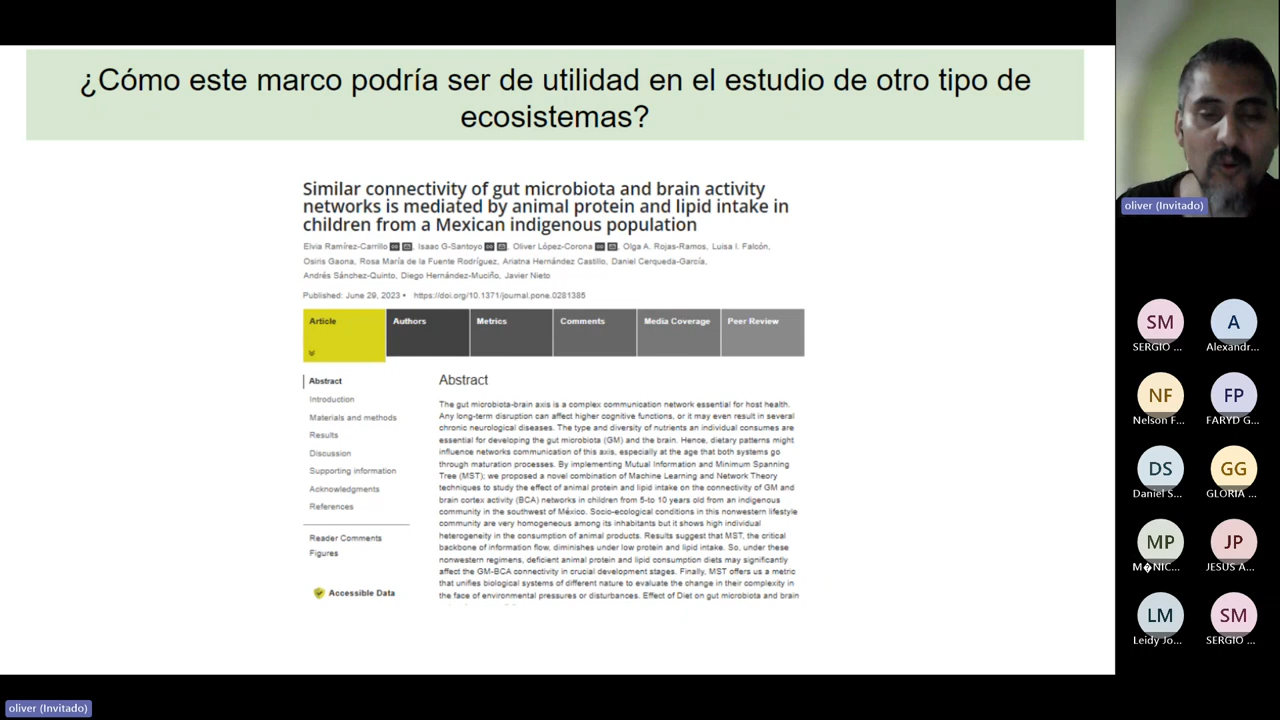 ¿Cómo este marco podría ser de utilidad en el estudio de otro tipo de
ecosistemas?
Similar connectivity of gut microbiota and brain activity
networks is mediated by animal protein and lipid intake in
children from a Mexican indigenous population
Elvia Ramírez-Carrillo, Isaac G-Santoyo, Oliver López-Corona, Olga A. Rojas-Ramos, Luisa I. Falcón,
Osiris Gaona, Rosa María de la Fuente Rodríguez, Ariatna Hernández Castillo, Daniel Cerqueda-García,
Andrés Sánchez-Quinto, Diego Hernández-Muciño, Javier Nieto
Published: June 29, 2023 • https://doi.org/10.1371/journal.pone.0281385
Article
Authors
Metrics
Comments
Media Coverage
Peer Review
Abstract
Introduction
Materials and methods
Results
Discussion
Supporting information
Acknowledgments
References
Reader Comments
Figures
Accessible Data
Abstract
The gut microbiota-brain axis is a complex communication network essential for host health.
Any long-term disruption can affect higher cognitive functions, or it may even result in several
chronic neurological diseases. The type and diversity of nutrients an individual consumes are
essential for developing the gut microbiota (GM) and the brain. Hence, dietary patterns might
influence networks communication of this axis, especially at the age that both systems go
through maturation processes. By implementing Mutual Information and Minimum Spanning
Tree (MST); we proposed a novel combination of Machine Learning and Network Theory
techniques to study the effect of animal protein and lipid intake on the connectivity of GM and
brain cortex activity (BCA) networks in children from 5-to 10 years old from an indigenous
community in the southwest of México. Socio-ecological conditions in this nonwestern lifestyle
community are very homogeneous among its inhabitants but it shows high individual
heterogeneity in the consumption of animal products. Results suggest that MST, the critical
backbone of information flow, diminishes under low protein and lipid intake. So, under these
nonwestern regimens, deficient animal protein and lipid consumption diets may significantly
affect the GM-BCA connectivity in crucial development stages. Finally, MST offers us a metric
that unifies biological systems of different nature to evaluate the change in their complexity in
the face of environmental pressures or disturbances. Effect of Diet on gut microbiota and brain
oliver (Invitado)
SM
SERGIO ...
A
Alexandr...
NF
Nelson F...
FP
FARYD G...
DS
Daniel S...
GG
GLORIA ...
MP
M�NIC...
JP
JESUS A...
LM
Leidy Jo...
SM
SERGIO ...
oliver (Invitado)